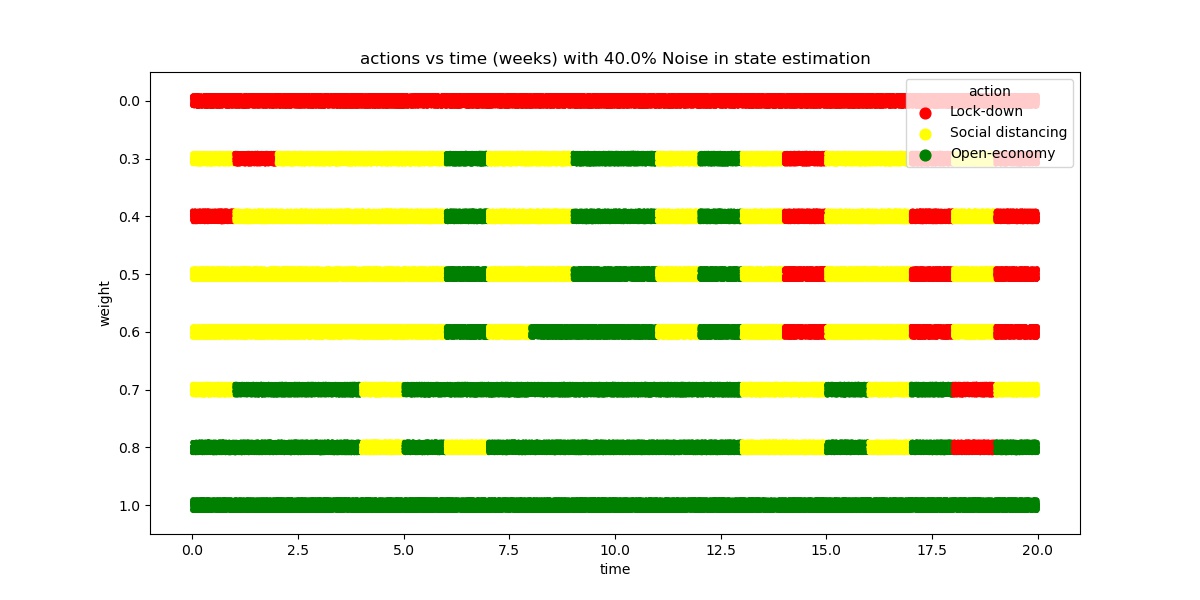 actions vs time (weeks) with 40.0% Noise in state estimation
action
Lock-down
Social distancing
Open-economy
weight
0.0
0.3
0.4
0.5
0.6
0.7
0.8
1.0
0.0 2.5 5.0 7.5 10.0 12.5 15.0 17.5 20.0
time